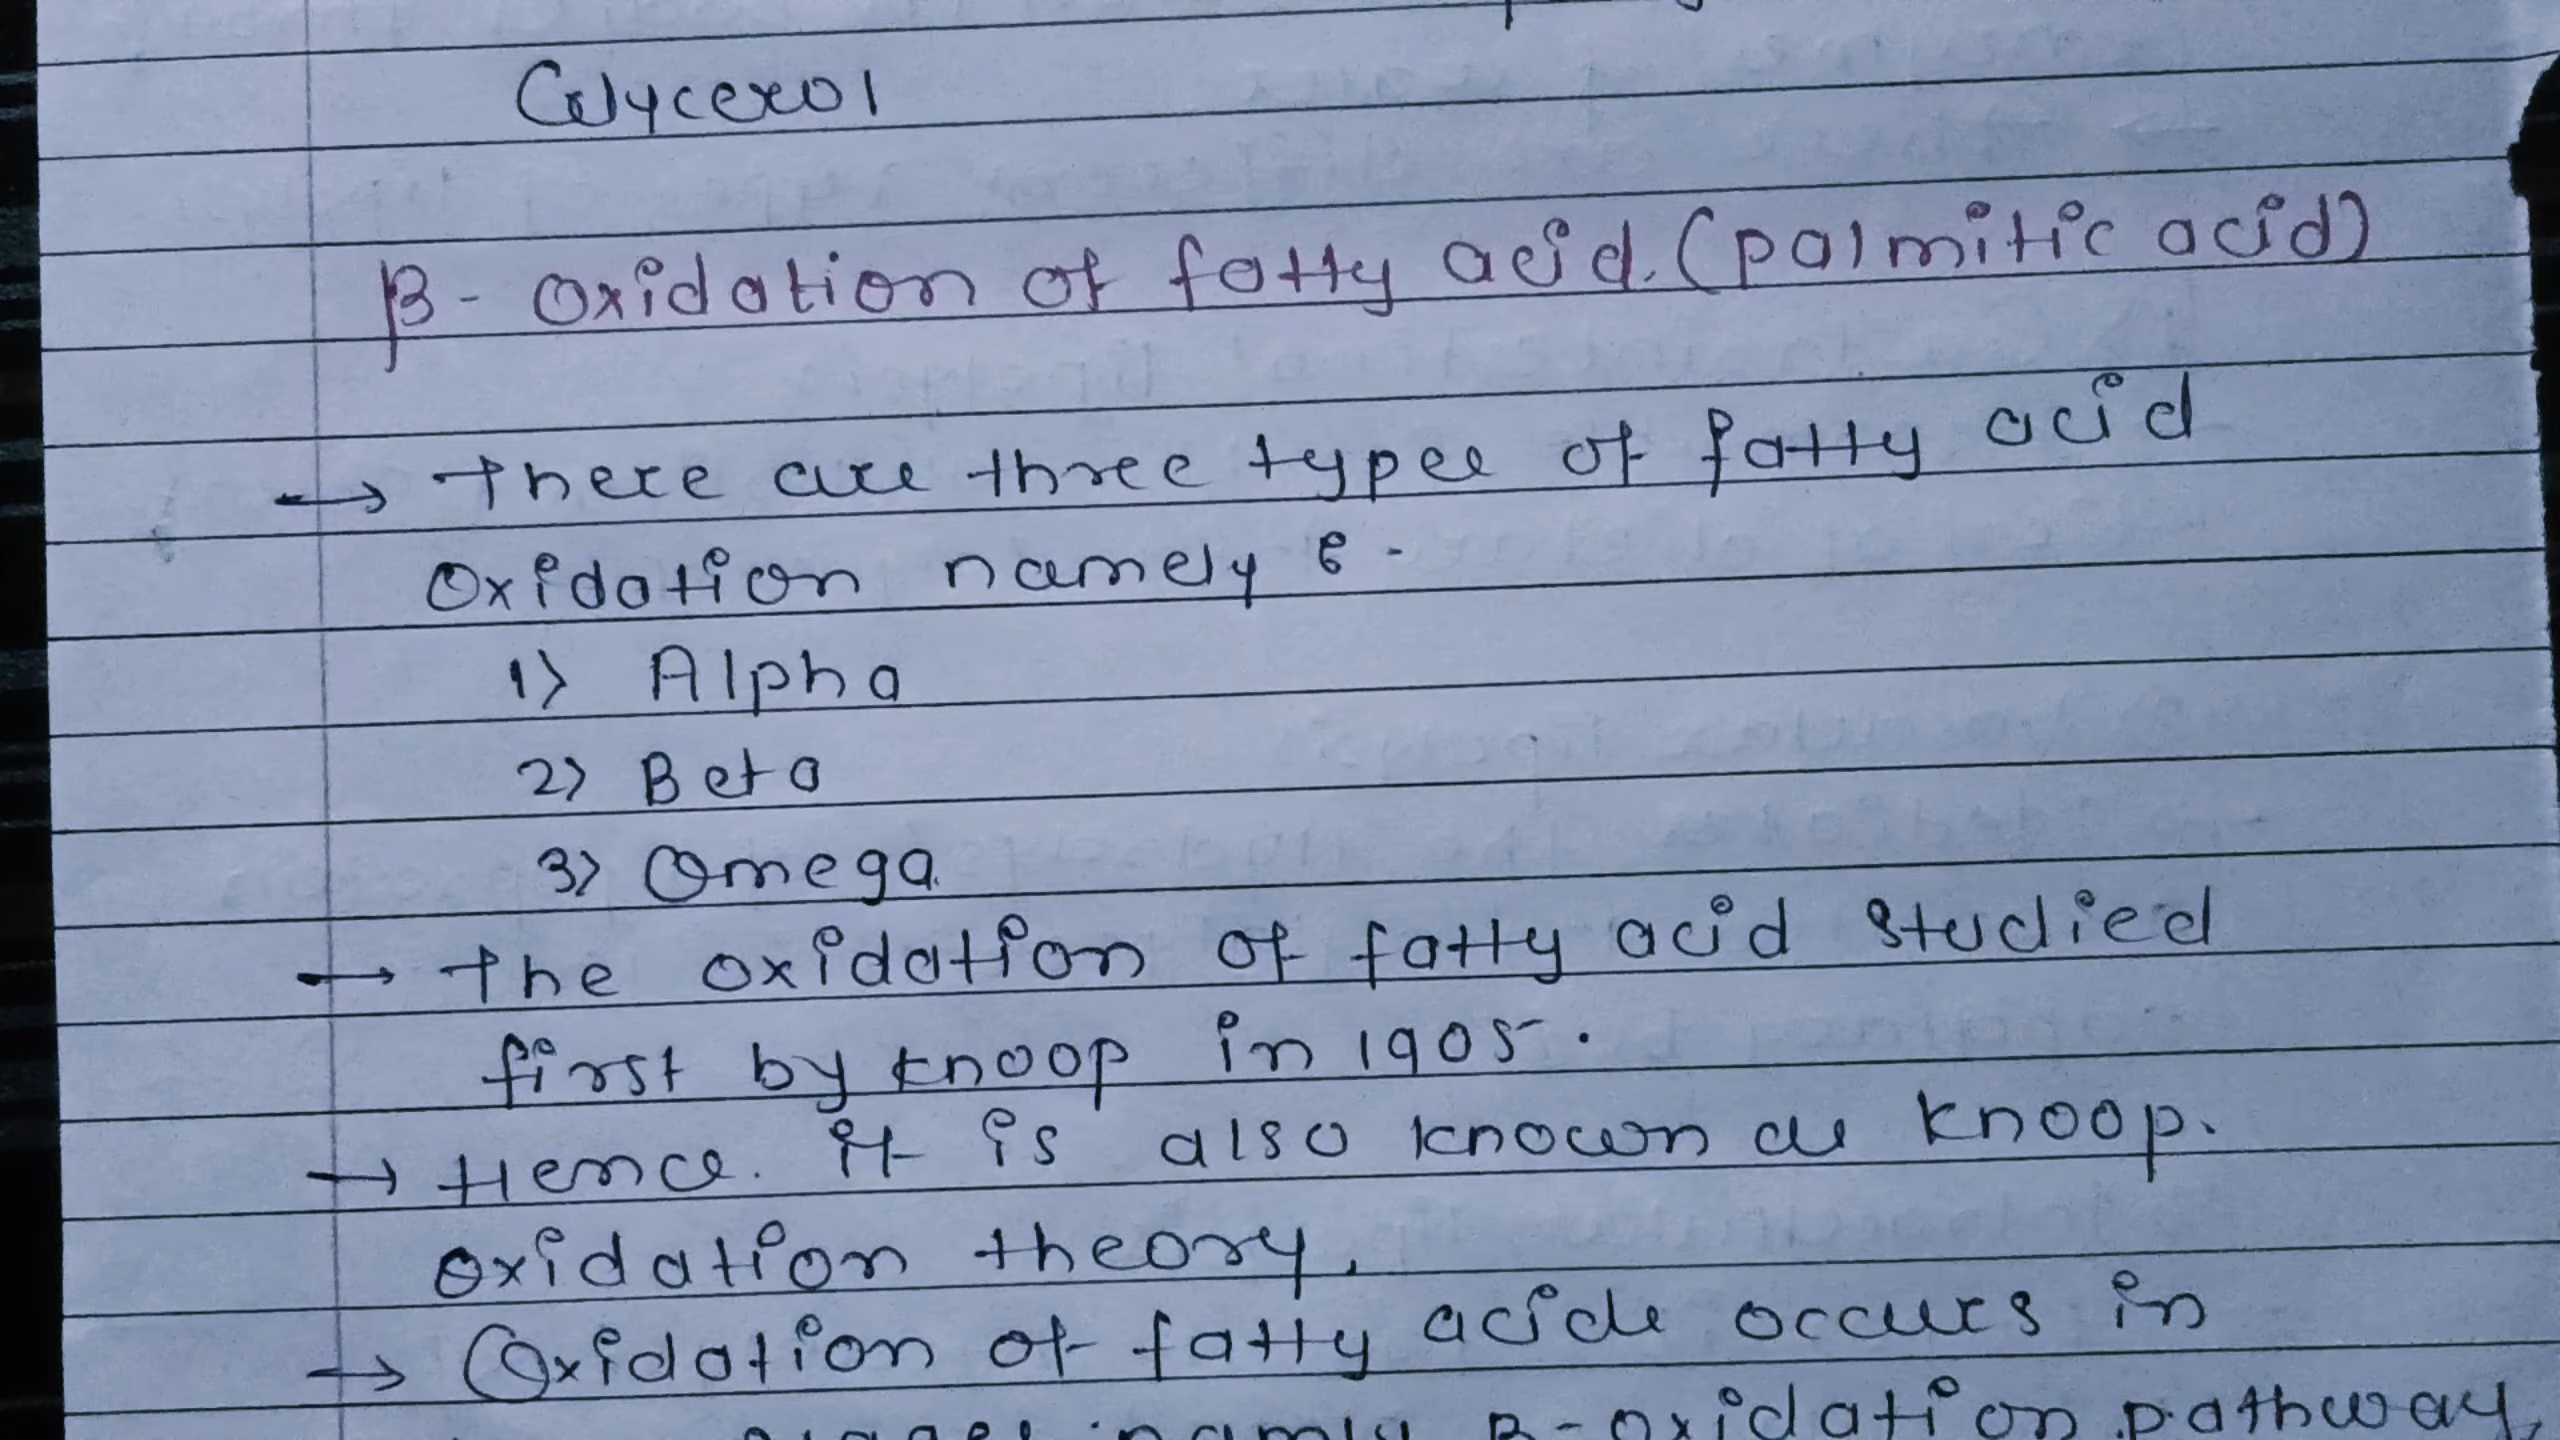 Glycerol
β - oxidation of fatty acid. (palmitic acid)
→ There are three types of fatty acid
oxidation namely :-
1) Alpha
2) Beta
3) Omega
→ The oxidation of fatty acid studied
first by knoop in 1905.
→ Hence. it is also known as knoop.
oxidation theory.
→ Oxidation of fatty acids occurs in
namly β-oxidation pathway,